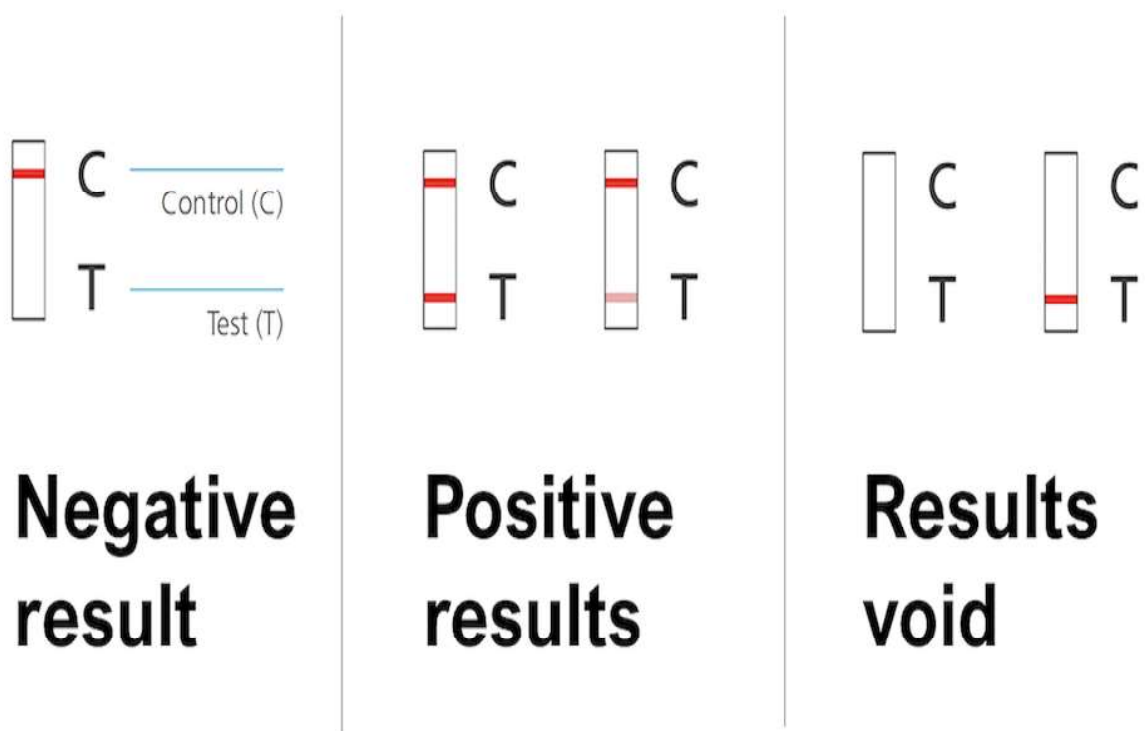 C
Control (C)
T
Test (T)
Negative
result
C
C
T
T
Positive
results
C
C
T
T
Results
void